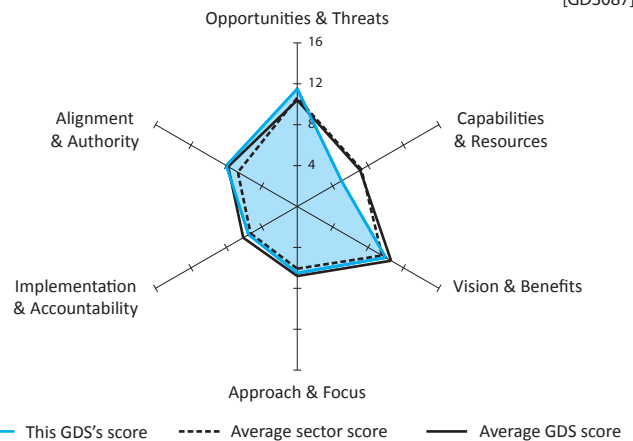 [GDS087]
Opportunities & Threats
16
12
8
4
Alignment
& Authority
Capabilities
& Resources
Implementation
& Accountability
Vision & Benefits
Approach & Focus
This GDS's score
Average sector score
Average GDS score